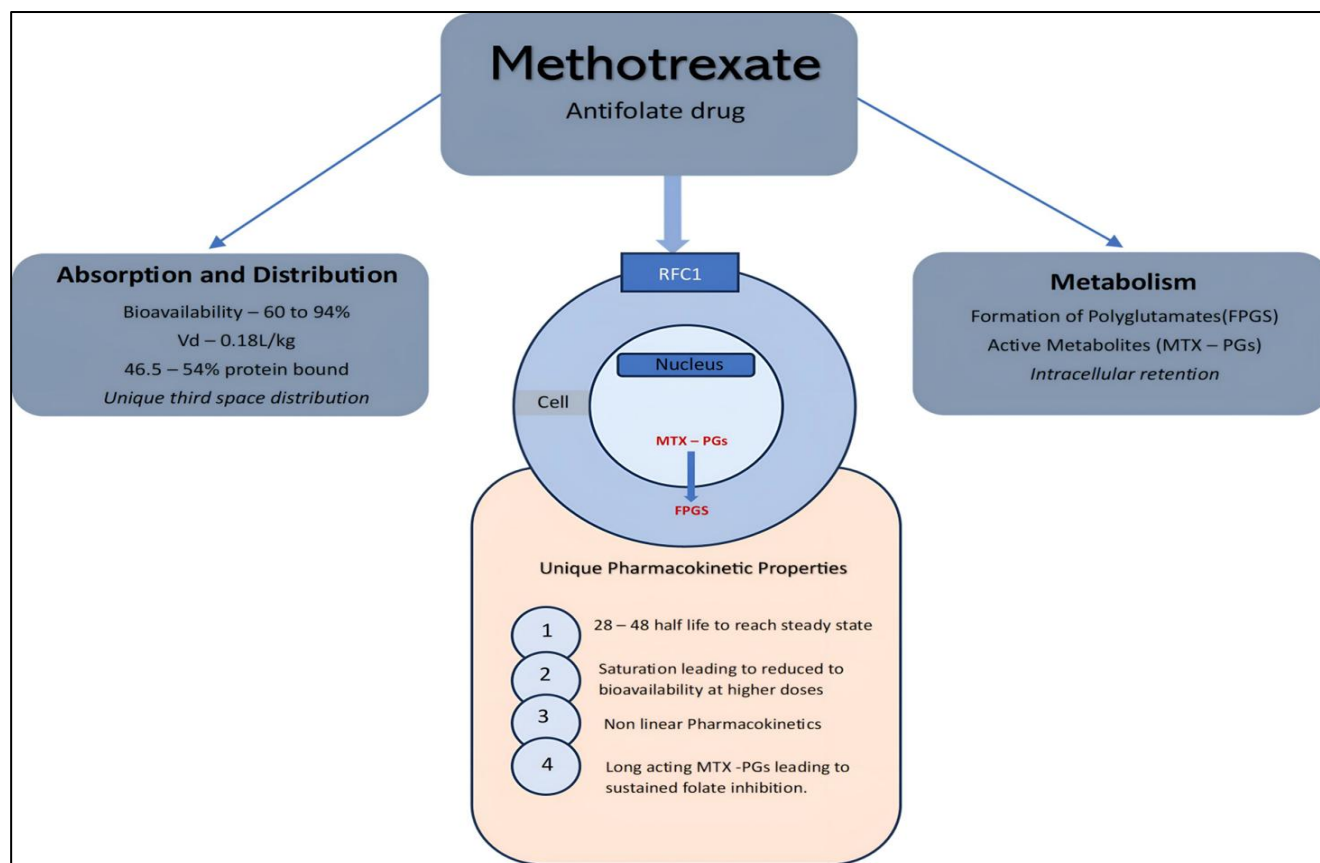 Methotrexate
Antifolate drug
Absorption and Distribution
Bioavailability – 60 to 94%
Vd – 0.18L/kg
46.5 – 54% protein bound
Unique third space distribution
RFC1
Nucleus
Cell
MTX – PGs
FPGS
Metabolism
Formation of Polyglutamates(FPGS)
Active Metabolites (MTX – PGs)
Intracellular retention
Unique Pharmacokinetic Properties
1
28 – 48 half life to reach steady state
2
Saturation leading to reduced to
bioavailability at higher doses
3
Non linear Pharmacokinetics
4
Long acting MTX -PGs leading to
sustained folate inhibition.